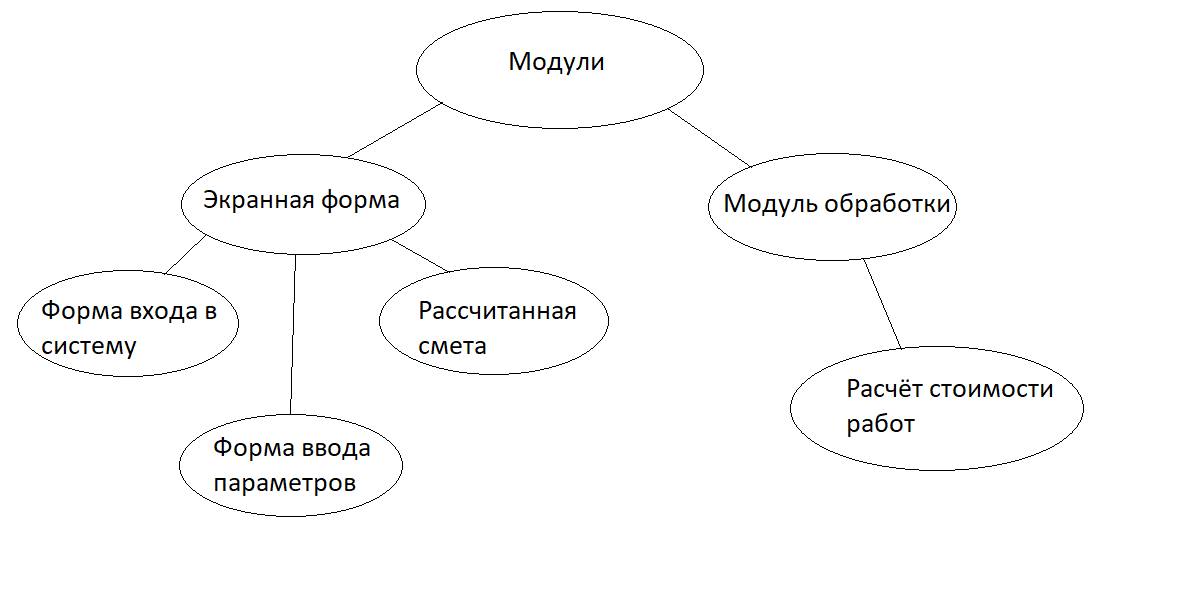 Модули
Экранная форма
Модуль обработки
Форма входа в
систему
Рассчитанная
смета
Расчёт стоимости
работ
Форма ввода
параметров